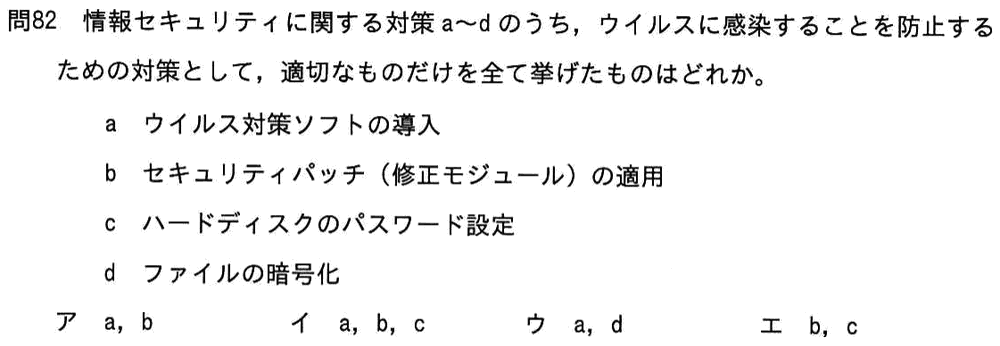 問82 情報セキュリティに関する対策 a～d のうち，ウイルスに感染することを防止する
ための対策として，適切なものだけを全て挙げたものはどれか。
a ウイルス対策ソフトの導入
b セキュリティパッチ（修正モジュール）の適用
c ハードディスクのパスワード設定
d ファイルの暗号化
ア a，b イ a，b，c ウ a，d エ b，c